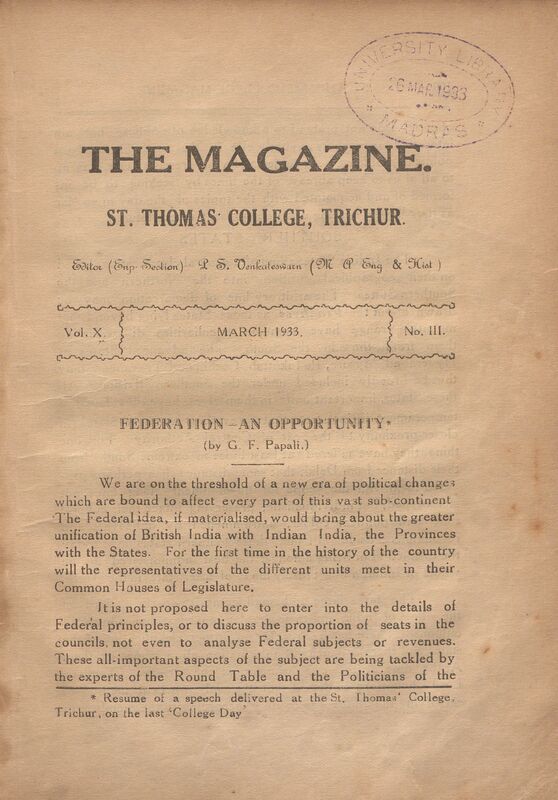 UNIVERSITY LIBRARY
26 MAR 1933
MADRAS
THE MAGAZINE.
ST. THOMAS' COLLEGE, TRICHUR.
Editor (Eng. Section) P. S. Venkateswarn (M A Eng & Hist)
Vol. X. MARCH 1933. No. III.
FEDERATION—AN OPPORTUNITY*
(by G. F. Papali.)
We are on the threshold of a new era of political changes
which are bound to affect every part of this vast sub-continent
The Federal idea, if materialised, would bring about the greater
unification of British India with Indian India, the Provinces
with the States. For the first time in the history of the country
will the representatives of the different units meet in their
Common Houses of Legislature.
It is not proposed here to enter into the details of
Federal principles, or to discuss the proportion of seats in the
councils, not even to analyse Federal subjects or revenues.
These all-important aspects of the subject are being tackled by
the experts of the Round Table and the Politicians of the
* Resume of a speech delivered at the St. Thomas' College,
Trichur, on the last 'College Day'